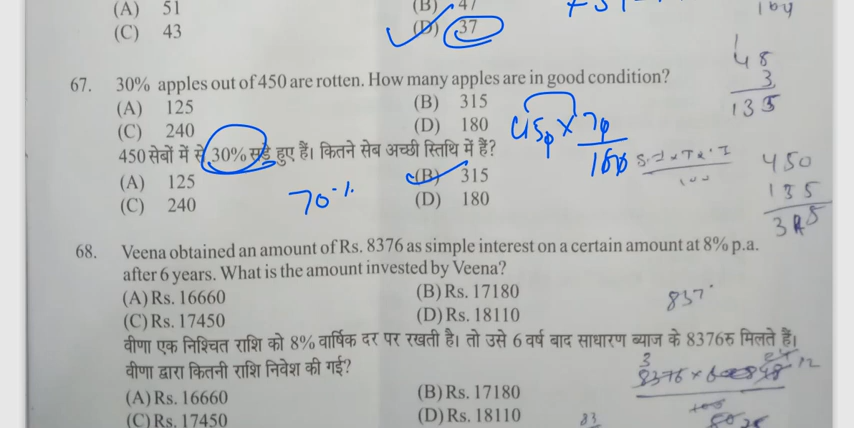 (A) 51 (B) 47
(C) 43 (D) 37
67. 30% apples out of 450 are rotten. How many apples are in good condition?
(A) 125 (B) 315
(C) 240 (D) 180
450 सेबों में से 30% सड़े हुए हैं। कितने सेब अच्छी स्तिथि में हैं?
(A) 125 (B) 315
(C) 240 (D) 180
70%
48
3
135
450
135
315
68. Veena obtained an amount of Rs. 8376 as simple interest on a certain amount at 8% p.a.
after 6 years. What is the amount invested by Veena?
(A) Rs. 16660 (B) Rs. 17180
(C) Rs. 17450 (D) Rs. 18110
837
वीणा एक निश्चित राशि को 8% वार्षिक दर पर रखती है। तो उसे 6 वर्ष बाद साधारण ब्याज के 8376रु मिलते हैं।
वीणा द्वारा कितनी राशि निवेश की गई?
(A) Rs. 16660 (B) Rs. 17180
(C) Rs. 17450 (D) Rs. 18110